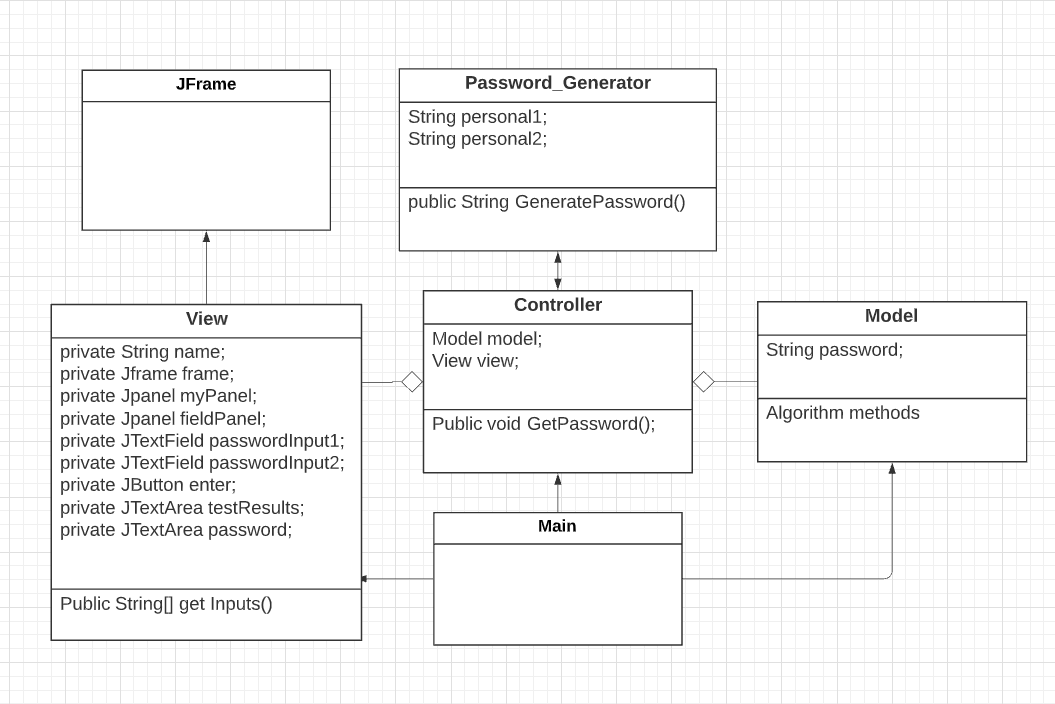 JFrame
Password_Generator
String personal1;
String personal2;
public String GeneratePassword()
View
private String name;
private Jframe frame;
private Jpanel myPanel;
private Jpanel fieldPanel;
private JTextField passwordInput1;
private JTextField passwordInput2;
private JButton enter;
private JTextArea testResults;
private JTextArea password;
Public String[] get Inputs()
Controller
Model model;
View view;
Public void GetPassword();
Model
String password;
Algorithm methods
Main